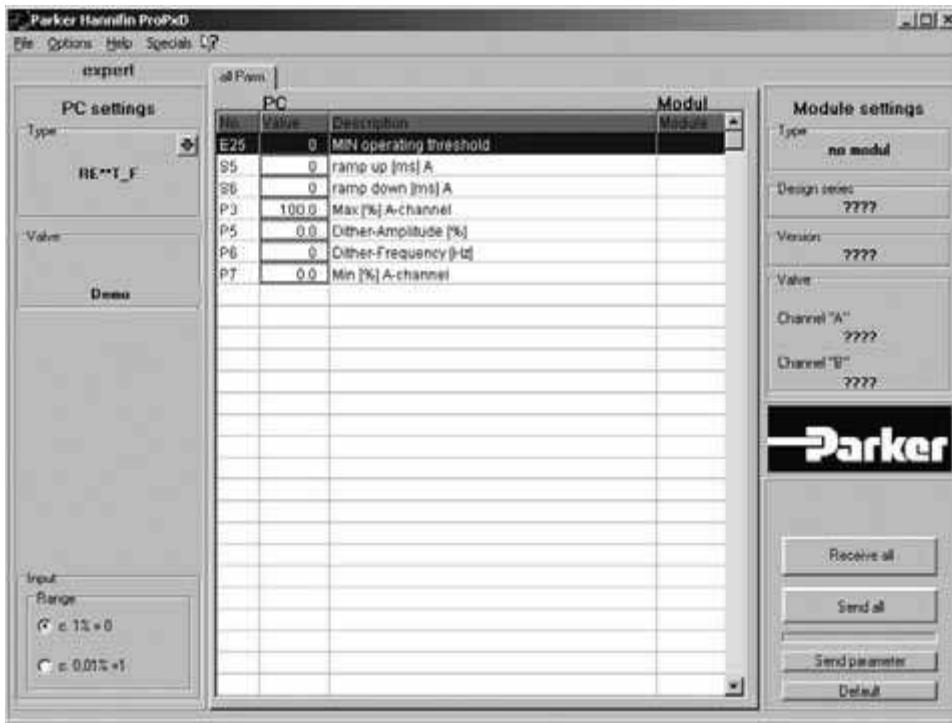 Parker Hannifin ProPxD
File Options Help Specials
expert
all Param.
PC settings
Type
RE**T_F
Valve
Demo
Input
Range
c: 1% = 0
c: 0,01% =1
PC Modul
No. Value Description Module
E25 0 MIN operating threshold
S5 0 ramp up [ms] A
S6 0 ramp down [ms] A
P3 100.0 Max [%] A-channel
P5 0.0 Dither-Amplitude [%]
P6 0 Dither-Frequency [Hz]
P7 0.0 Min [%] A-channel
Module settings
Type
no modul
Design series
????
Version
????
Valve
Channel "A"
????
Channel "B"
????
Parker
Receive all
Send all
Send parameter
Default